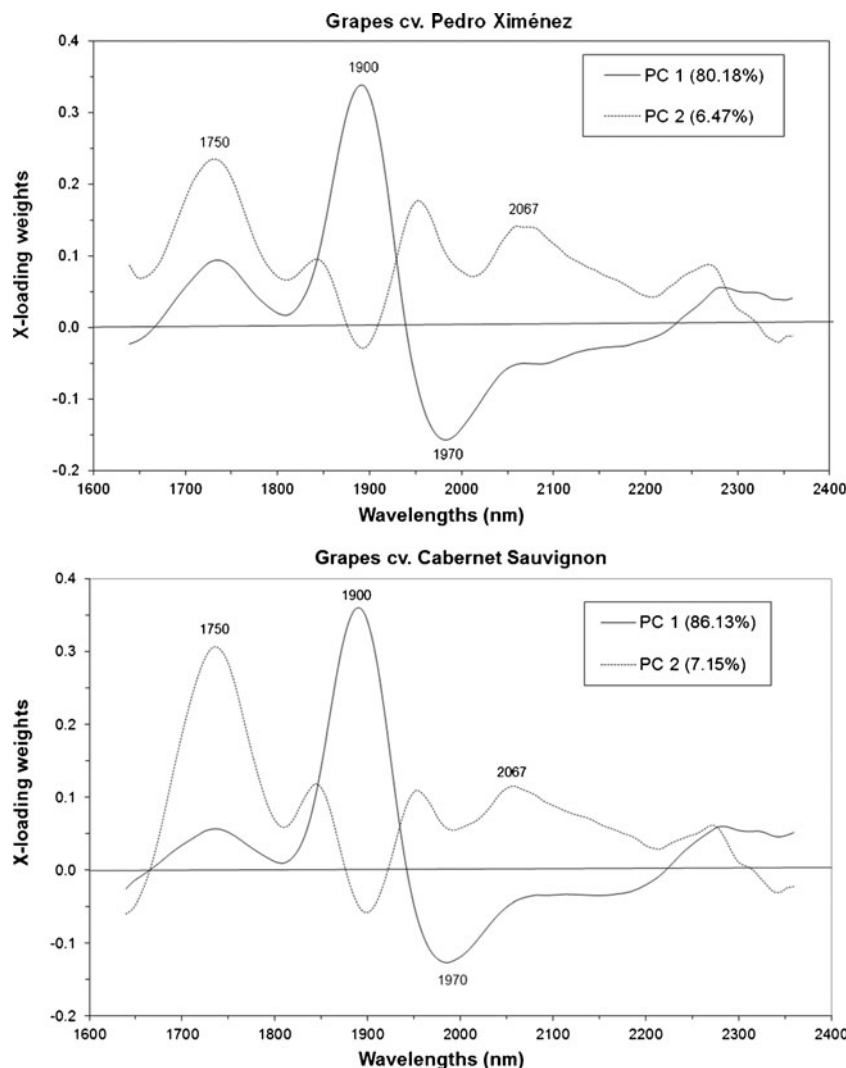 Grapes cv. Pedro Ximénez
0.4
0.3
0.2
0.1
0.0
-0.1
-0.2
X-loading weights
1750
1900
2067
1970
PC 1 (80.18%)
PC 2 (6.47%)
1600 1700 1800 1900 2000 2100 2200 2300 2400
Wavelengths (nm)
Grapes cv. Cabernet Sauvignon
0.4
0.3
0.2
0.1
0.0
-0.1
-0.2
X-loading weights
1750
1900
2067
1970
PC 1 (86.13%)
PC 2 (7.15%)
1600 1700 1800 1900 2000 2100 2200 2300 2400
Wavelengths (nm)